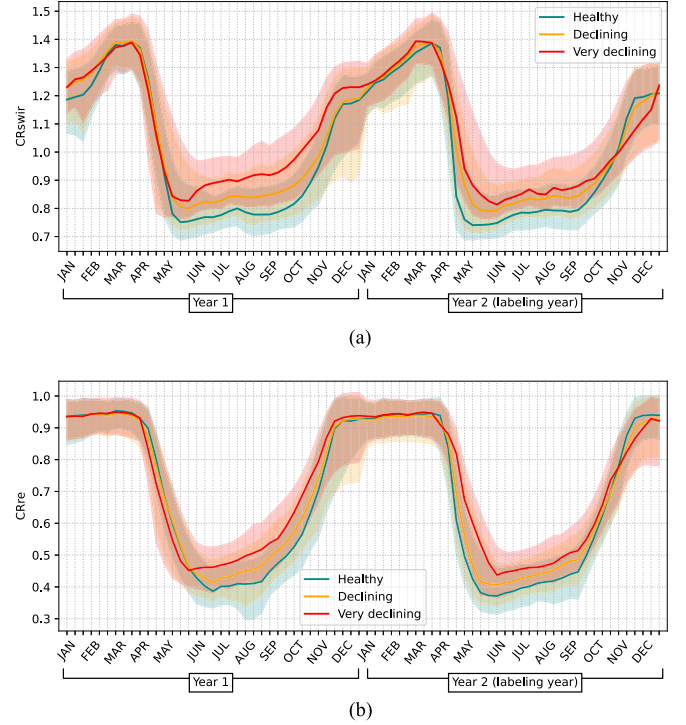 1.5
1.4
1.3
1.2
1.1
1.0
0.9
0.8
0.7
CRswir
Healthy
Declining
Very declining
JAN FEB MAR APR MAY JUN JUL AUG SEP OCT NOV DEC JAN FEB MAR APR MAY JUN JUL AUG SEP OCT NOV DEC
Year 1 Year 2 (labeling year)
(a)
1.0
0.9
0.8
0.7
0.6
0.5
0.4
0.3
CRre
Healthy
Declining
Very declining
JAN FEB MAR APR MAY JUN JUL AUG SEP OCT NOV DEC JAN FEB MAR APR MAY JUN JUL AUG SEP OCT NOV DEC
Year 1 Year 2 (labeling year)
(b)